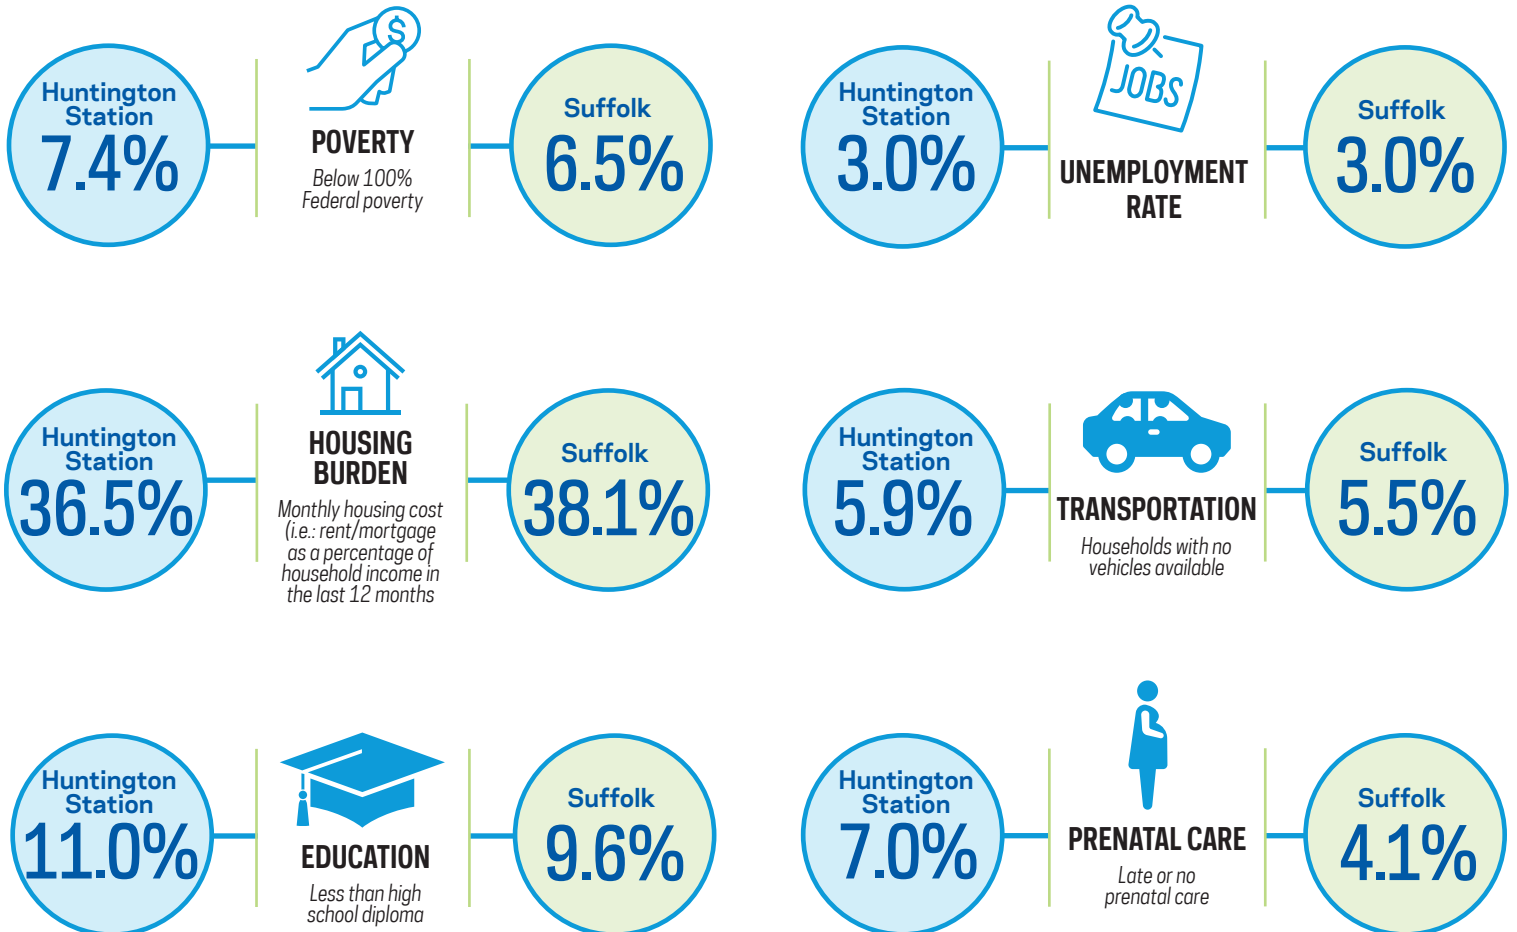 Huntington
Station
7.4%
$
POVERTY
Below 100%
Federal poverty
Suffolk
6.5%
Huntington
Station
3.0%
JOBS
UNEMPLOYMENT
RATE
Suffolk
3.0%
Huntington
Station
36.5%
HOUSING
BURDEN
Monthly housing cost
(i.e.: rent/mortgage
as a percentage of
household income in
the last 12 months
Suffolk
38.1%
Huntington
Station
5.9%
TRANSPORTATION
Households with no
vehicles available
Suffolk
5.5%
Huntington
Station
11.0%
EDUCATION
Less than high
school diploma
Suffolk
9.6%
Huntington
Station
7.0%
PRENATAL CARE
Late or no
prenatal care
Suffolk
4.1%